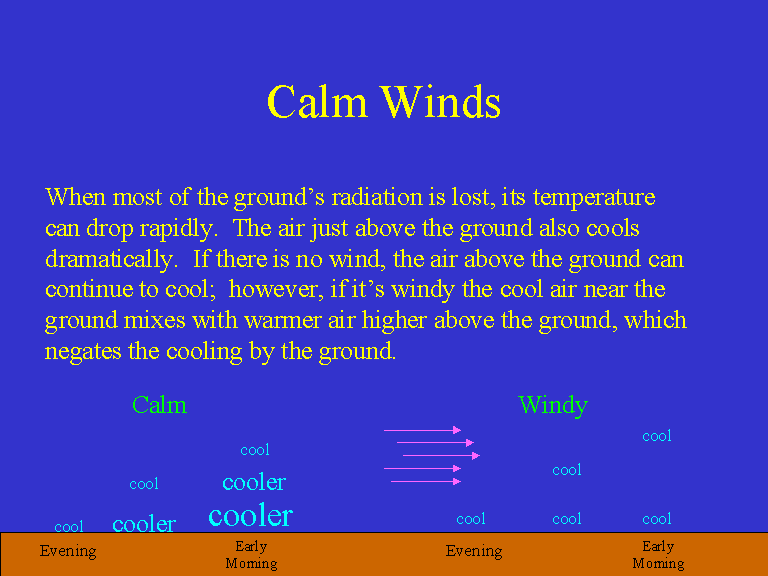 Calm Winds
When most of the ground’s radiation is lost, its temperature
can drop rapidly.  The air just above the ground also cools
dramatically.  If there is no wind, the air above the ground can
continue to cool;  however, if it’s windy the cool air near the
ground mixes with warmer air higher above the ground, which
negates the cooling by the ground.
Calm
cool
cool
cooler
cool
cooler
cooler
Evening
Early
Morning
Windy
cool
cool
cool
cool
cool
Evening
Early
Morning